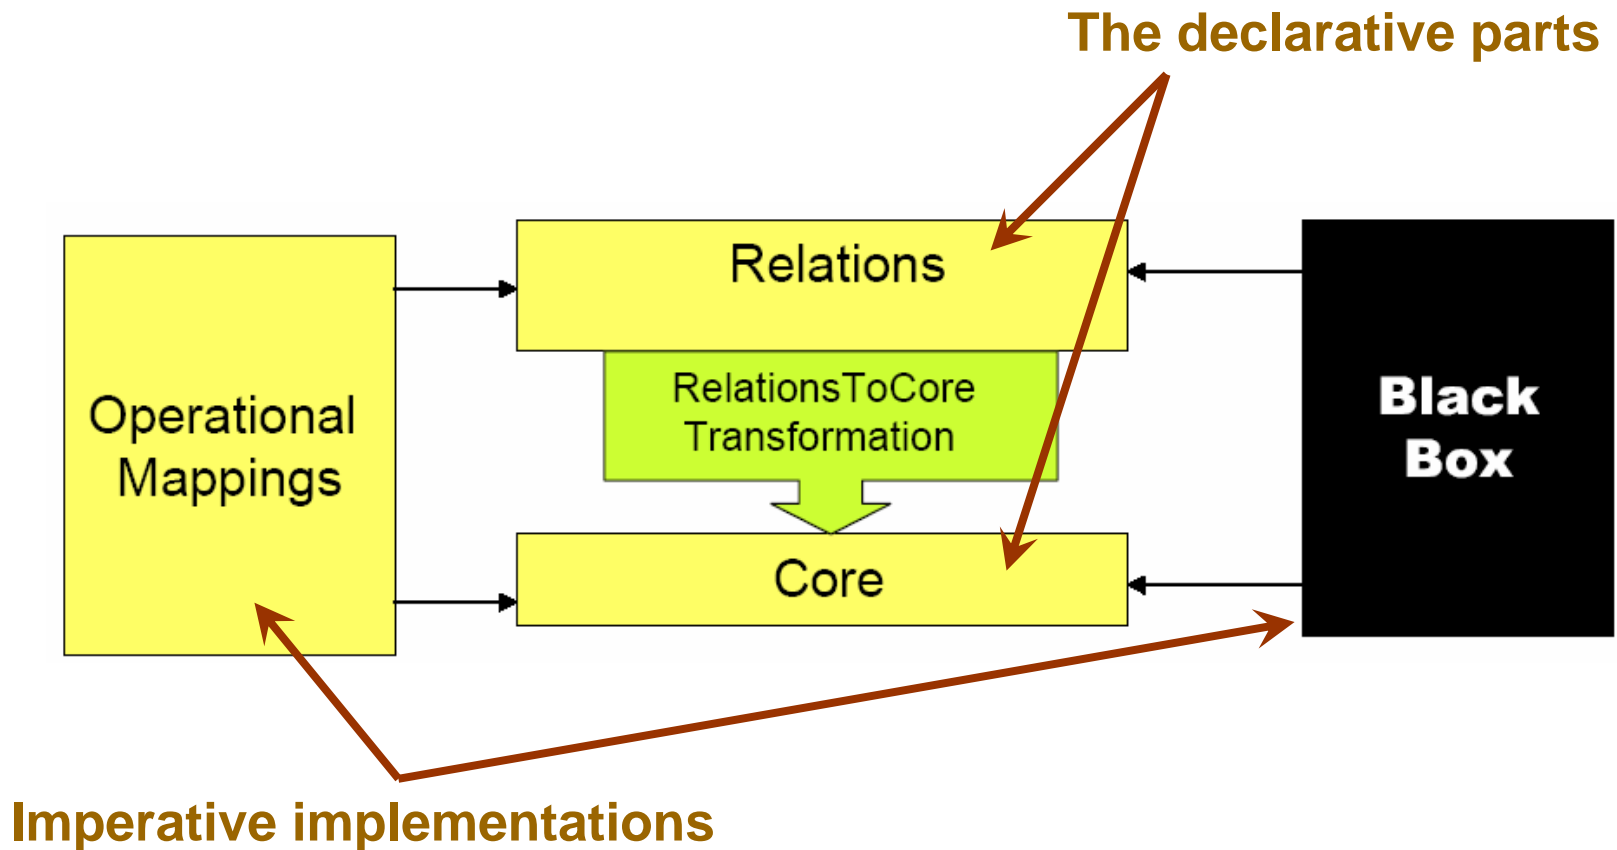 The declarative parts
Relations
RelationsToCore
Transformation
Operational
Mappings
Black
Box
Core
Imperative implementations